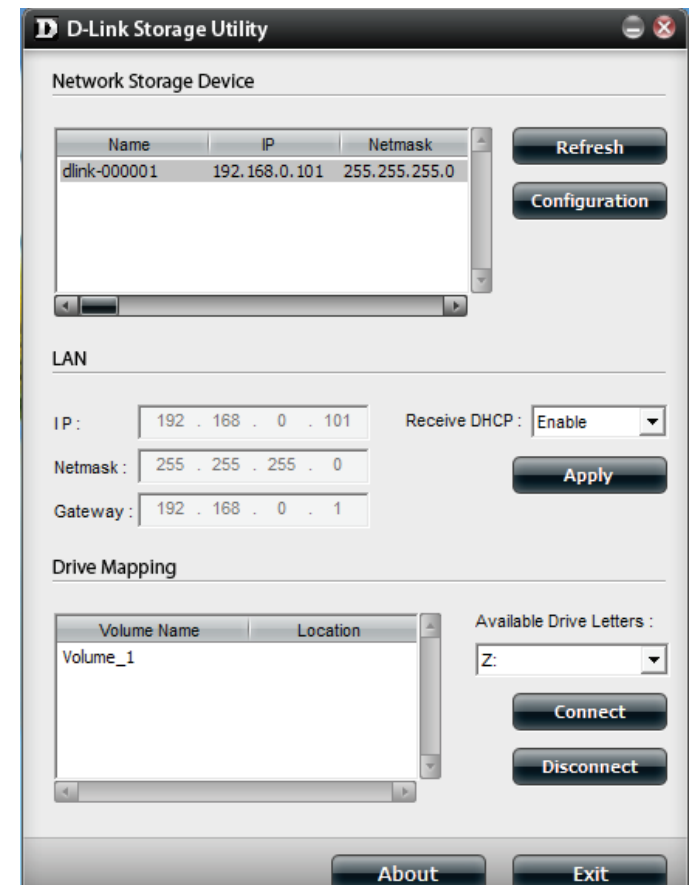 D D-Link Storage Utility
Network Storage Device
Name IP Netmask
dlink-000001 192.168.0.101 255.255.255.0
Refresh
Configuration
LAN
IP : 192 . 168 . 0 . 101
Receive DHCP : Enable
Netmask : 255 . 255 . 255 . 0
Apply
Gateway : 192 . 168 . 0 . 1
Drive Mapping
Volume Name Location
Volume_1
Available Drive Letters :
Z:
Connect
Disconnect
About Exit